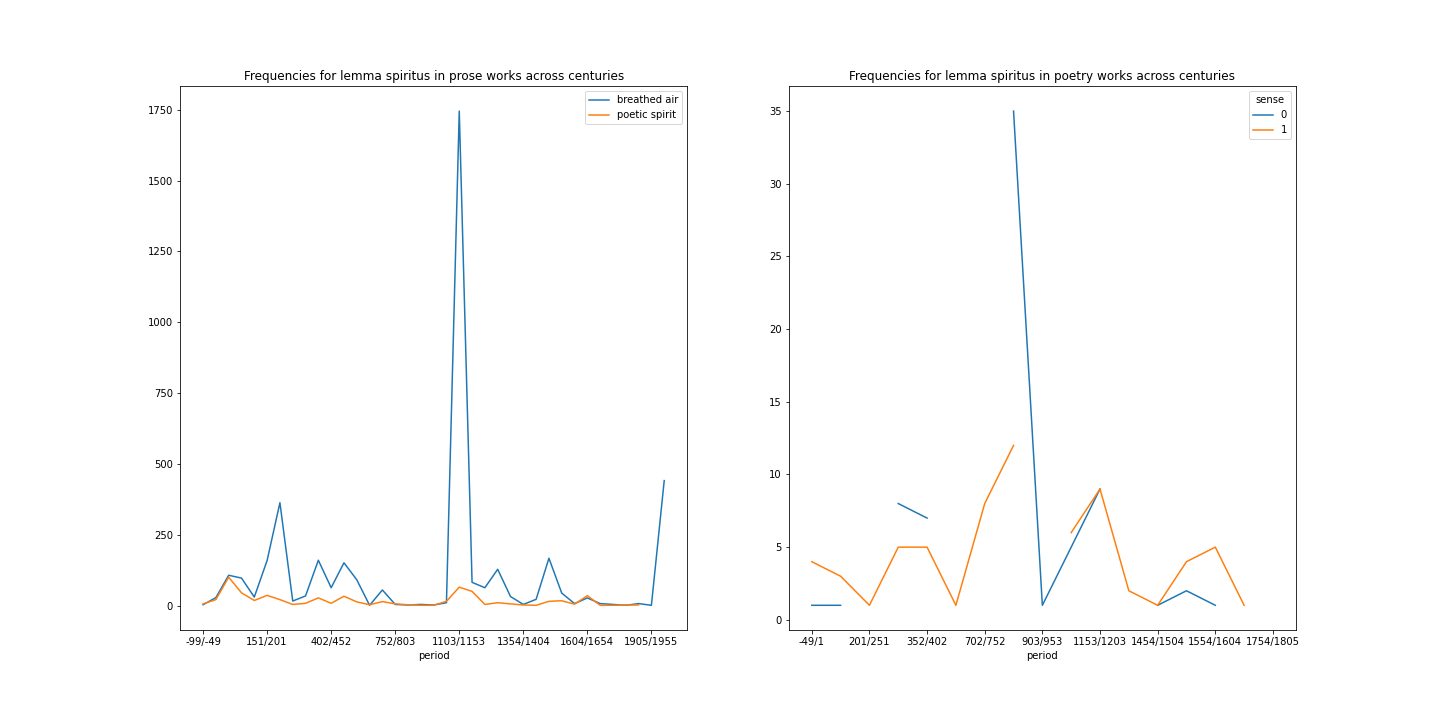 Frequencies for lemma spiritus in prose works across centuries
breathed air
poetic spirit
1750
1500
1250
1000
750
500
250
0
-99/-49 151/201 402/452 752/803 1103/1153 1354/1404 1604/1654 1905/1955
period
Frequencies for lemma spiritus in poetry works across centuries
sense
0
1
35
30
25
20
15
10
5
0
-49/1 201/251 352/402 702/752 903/953 1153/1203 1454/1504 1554/1604 1754/1805
period